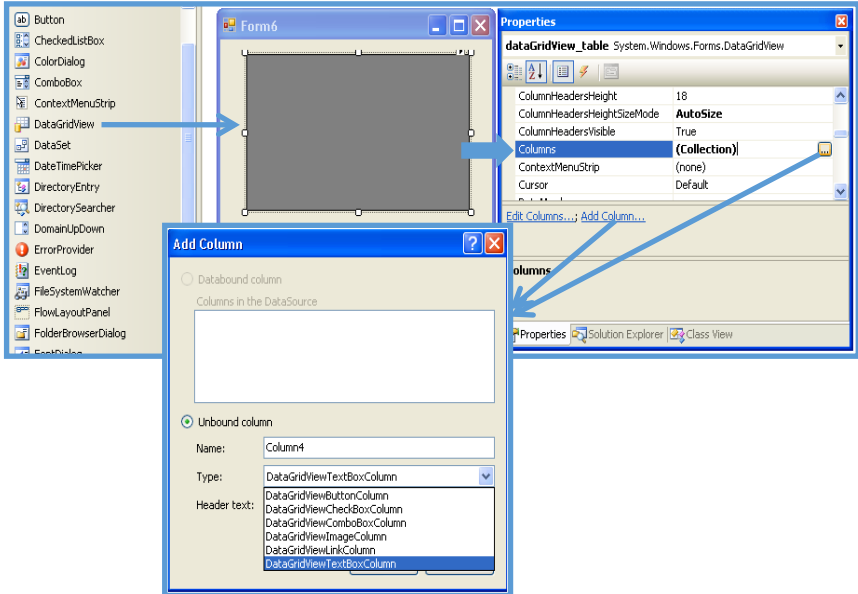 Button
CheckedListBox
ColorDialog
ComboBox
ContextMenuStrip
DataGridView
DataSet
DateTimePicker
DirectoryEntry
DirectorySearcher
DomainUpDown
ErrorProvider
EventLog
FileSystemWatcher
FlowLayoutPanel
FolderBrowserDialog
FontDialog
Form6
Properties
dataGridView_table System.Windows.Forms.DataGridView
ColumnHeadersHeight 18
ColumnHeadersHeightSizeMode AutoSize
ColumnHeadersVisible True
Columns (Collection)
ContextMenuStrip (none)
Cursor Default
Edit Columns...; Add Column...
olumns
Properties Solution Explorer Class View
Add Column
Databound column
Columns in the DataSource
Unbound column
Name: Column4
Type: DataGridViewTextBoxColumn
Header text:
DataGridViewButtonColumn
DataGridViewCheckBoxColumn
DataGridViewComboBoxColumn
DataGridViewImageColumn
DataGridViewLinkColumn
DataGridViewTextBoxColumn